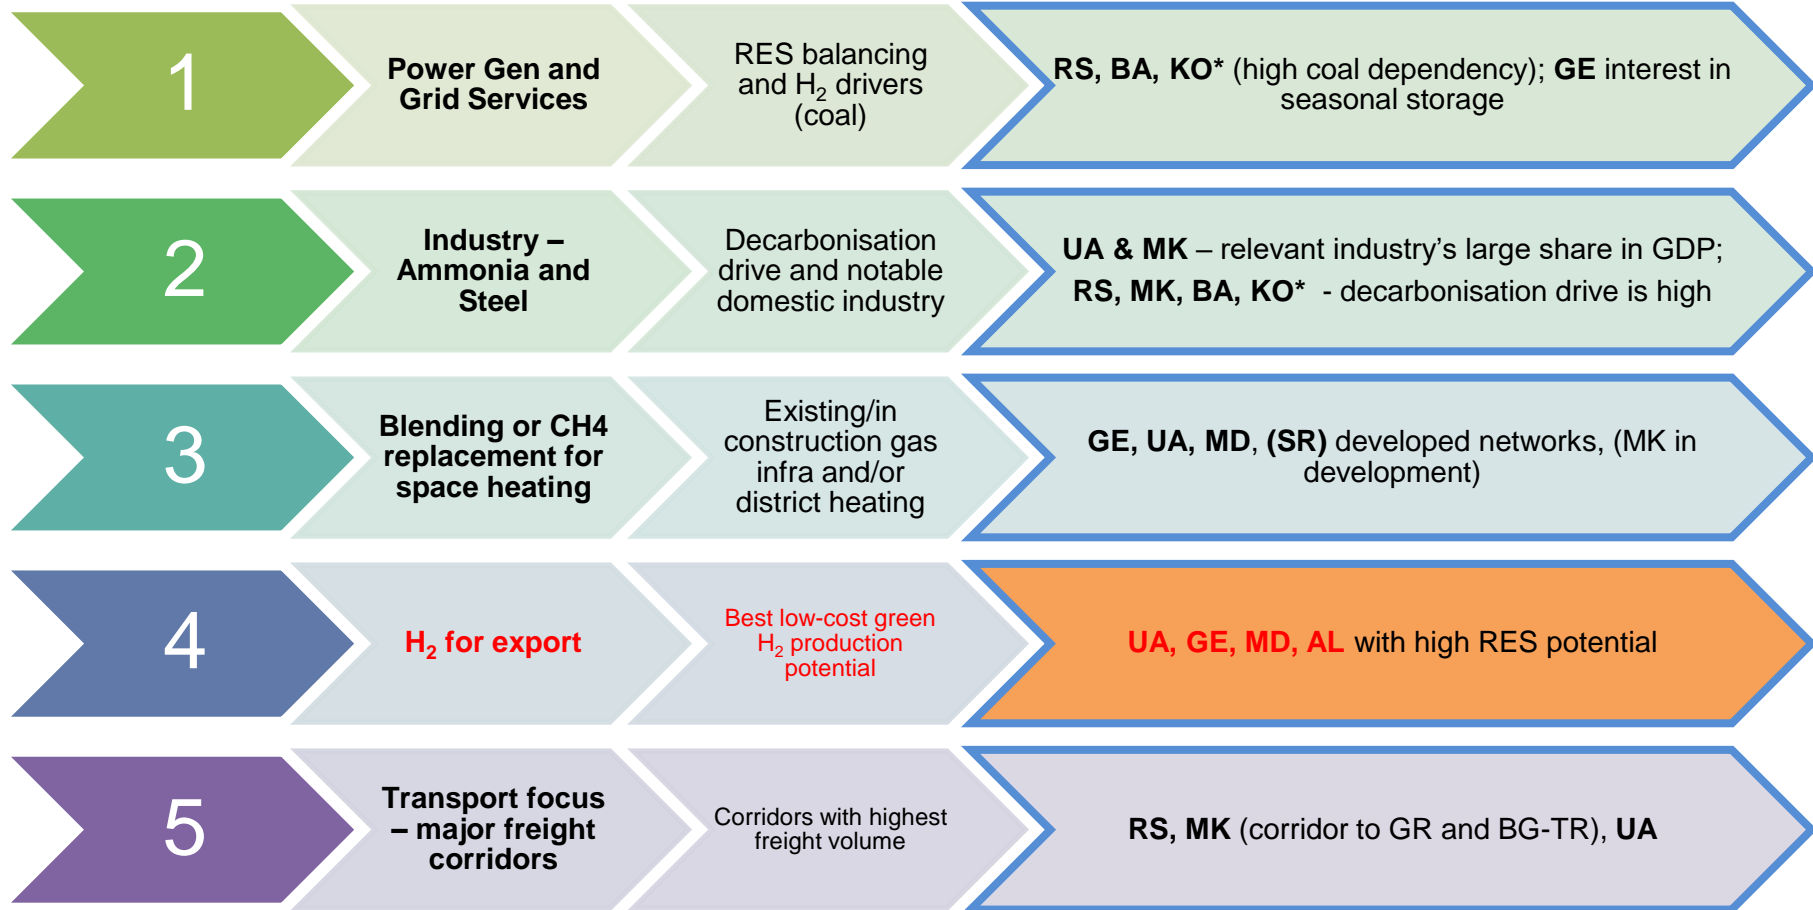 1
Power Gen and
Grid Services
RES balancing
and H₂ drivers
(coal)
RS, BA, KO* (high coal dependency); GE interest in
seasonal storage
2
Industry –
Ammonia and
Steel
Decarbonisation
drive and notable
domestic industry
UA & MK – relevant industry's large share in GDP;
RS, MK, BA, KO* - decarbonisation drive is high
3
Blending or CH4
replacement for
space heating
Existing/in
construction gas
infra and/or
district heating
GE, UA, MD, (SR) developed networks, (MK in
development)
4
H₂ for export
Best low-cost green
H₂ production
potential
UA, GE, MD, AL with high RES potential
5
Transport focus
– major freight
corridors
Corridors with highest
freight volume
RS, MK (corridor to GR and BG-TR), UA